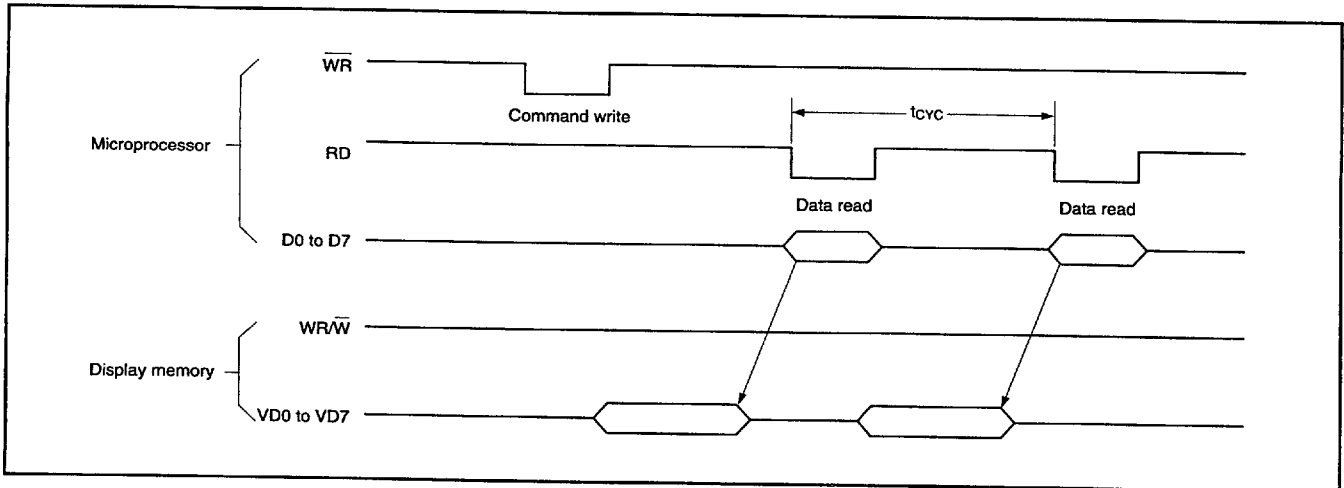 WR
Command write
tCYC
Microprocessor
RD
Data read
Data read
D0 to D7
WR/W
Display memory
VD0 to VD7